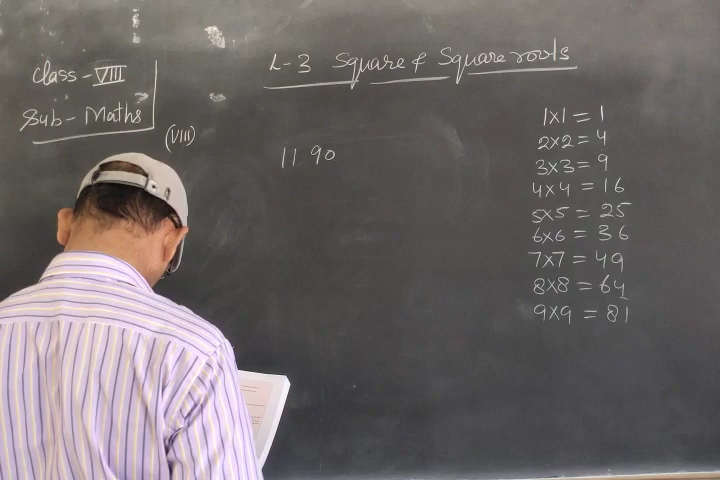 Class - VIII
Sub - Maths
(VIII)
L-3 Square & Square roots
11 90
1x1 = 1
2x2 = 4
3x3 = 9
4x4 = 16
5x5 = 25
6x6 = 36
7x7 = 49
8x8 = 64
9x9 = 81